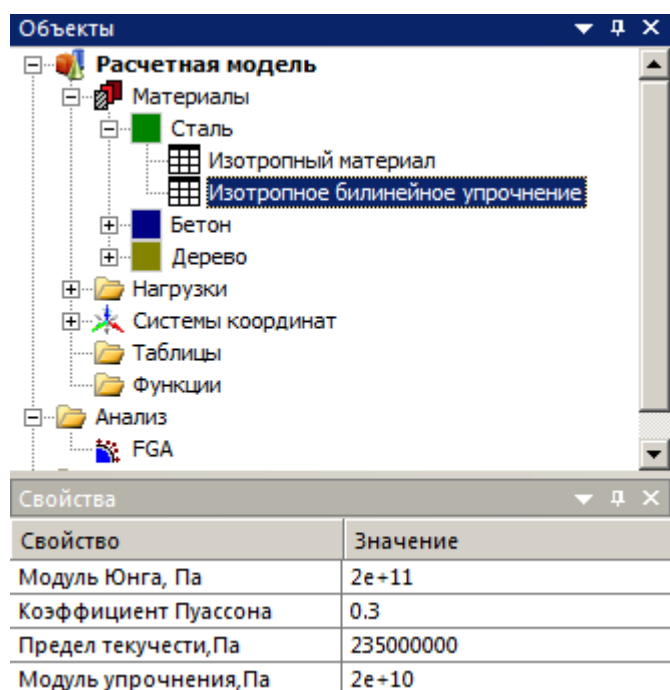 Объекты
Расчетная модель
Материалы
Сталь
Изотропный материал
Изотропное билинейное упрочнение
Бетон
Дерево
Нагрузки
Системы координат
Таблицы
Функции
Анализ
FGA
Свойства
Свойство Значение
Модуль Юнга, Па 2e+11
Коэффициент Пуассона 0.3
Предел текучести,Па 235000000
Модуль упрочнения,Па 2e+10